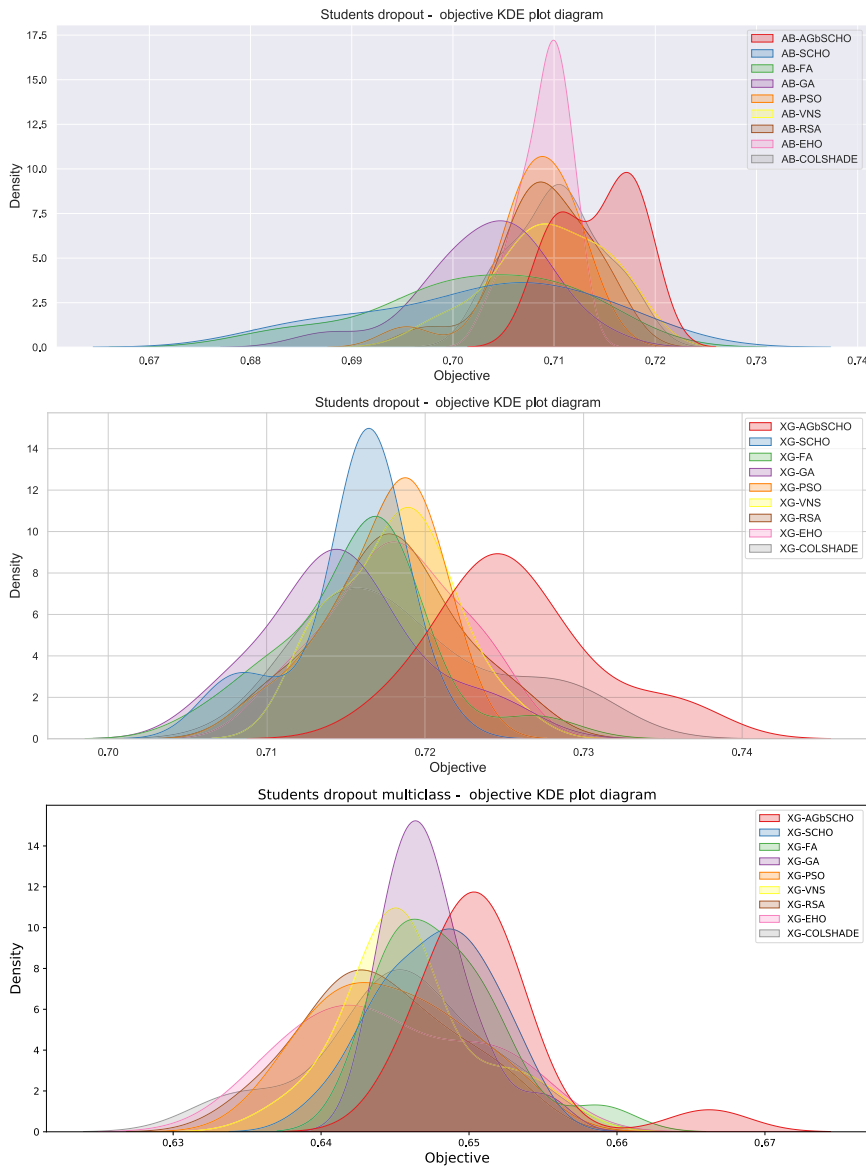 Students dropout - objective KDE plot diagram
17.5
15.0
12.5
10.0
7.5
5.0
2.5
0.0
Density
AB-AGbSCHO
AB-SCHO
AB-FA
AB-GA
AB-PSO
AB-VNS
AB-RSA
AB-EHO
AB-COLSHADE
0.67 0.68 0.69 0.70 0.71 0.72 0.73 0.74
Objective
Students dropout - objective KDE plot diagram
14
12
10
8
6
4
2
0
Density
XG-AGbSCHO
XG-SCHO
XG-FA
XG-GA
XG-PSO
XG-VNS
XG-RSA
XG-EHO
XG-COLSHADE
0.70 0.71 0.72 0.73 0.74
Objective
Students dropout multiclass - objective KDE plot diagram
14
12
10
8
6
4
2
0
Density
XG-AGbSCHO
XG-SCHO
XG-FA
XG-GA
XG-PSO
XG-VNS
XG-RSA
XG-EHO
XG-COLSHADE
0.63 0.64 0.65 0.66 0.67
Objective